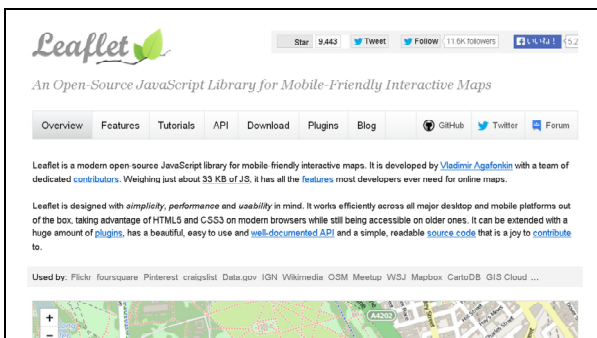 Leaflet
Star 9,443 Tweet Follow 11.6K followers いいね！ 5.2
An Open-Source JavaScript Library for Mobile-Friendly Interactive Maps
Overview Features Tutorials API Download Plugins Blog GitHub Twitter Forum
Leaflet is a modern open-source JavaScript library for mobile-friendly interactive maps. It is developed by Vladimir Agafonkin with a team of
dedicated contributors. Weighing just about 33 KB of JS, it has all the features most developers ever need for online maps.
Leaflet is designed with simplicity, performance and usability in mind. It works efficiently across all major desktop and mobile platforms out
of the box, taking advantage of HTML5 and CSS3 on modern browsers while still being accessible on older ones. It can be extended with a
huge amount of plugins, has a beautiful, easy to use and well-documented API and a simple, readable source code that is a joy to contribute
to.
Used by: Flickr foursquare Pinterest craigslist Data.gov IGN Wikimedia OSM Meetup WSJ Mapbox CartoDB GIS Cloud ...
+
A4202
−